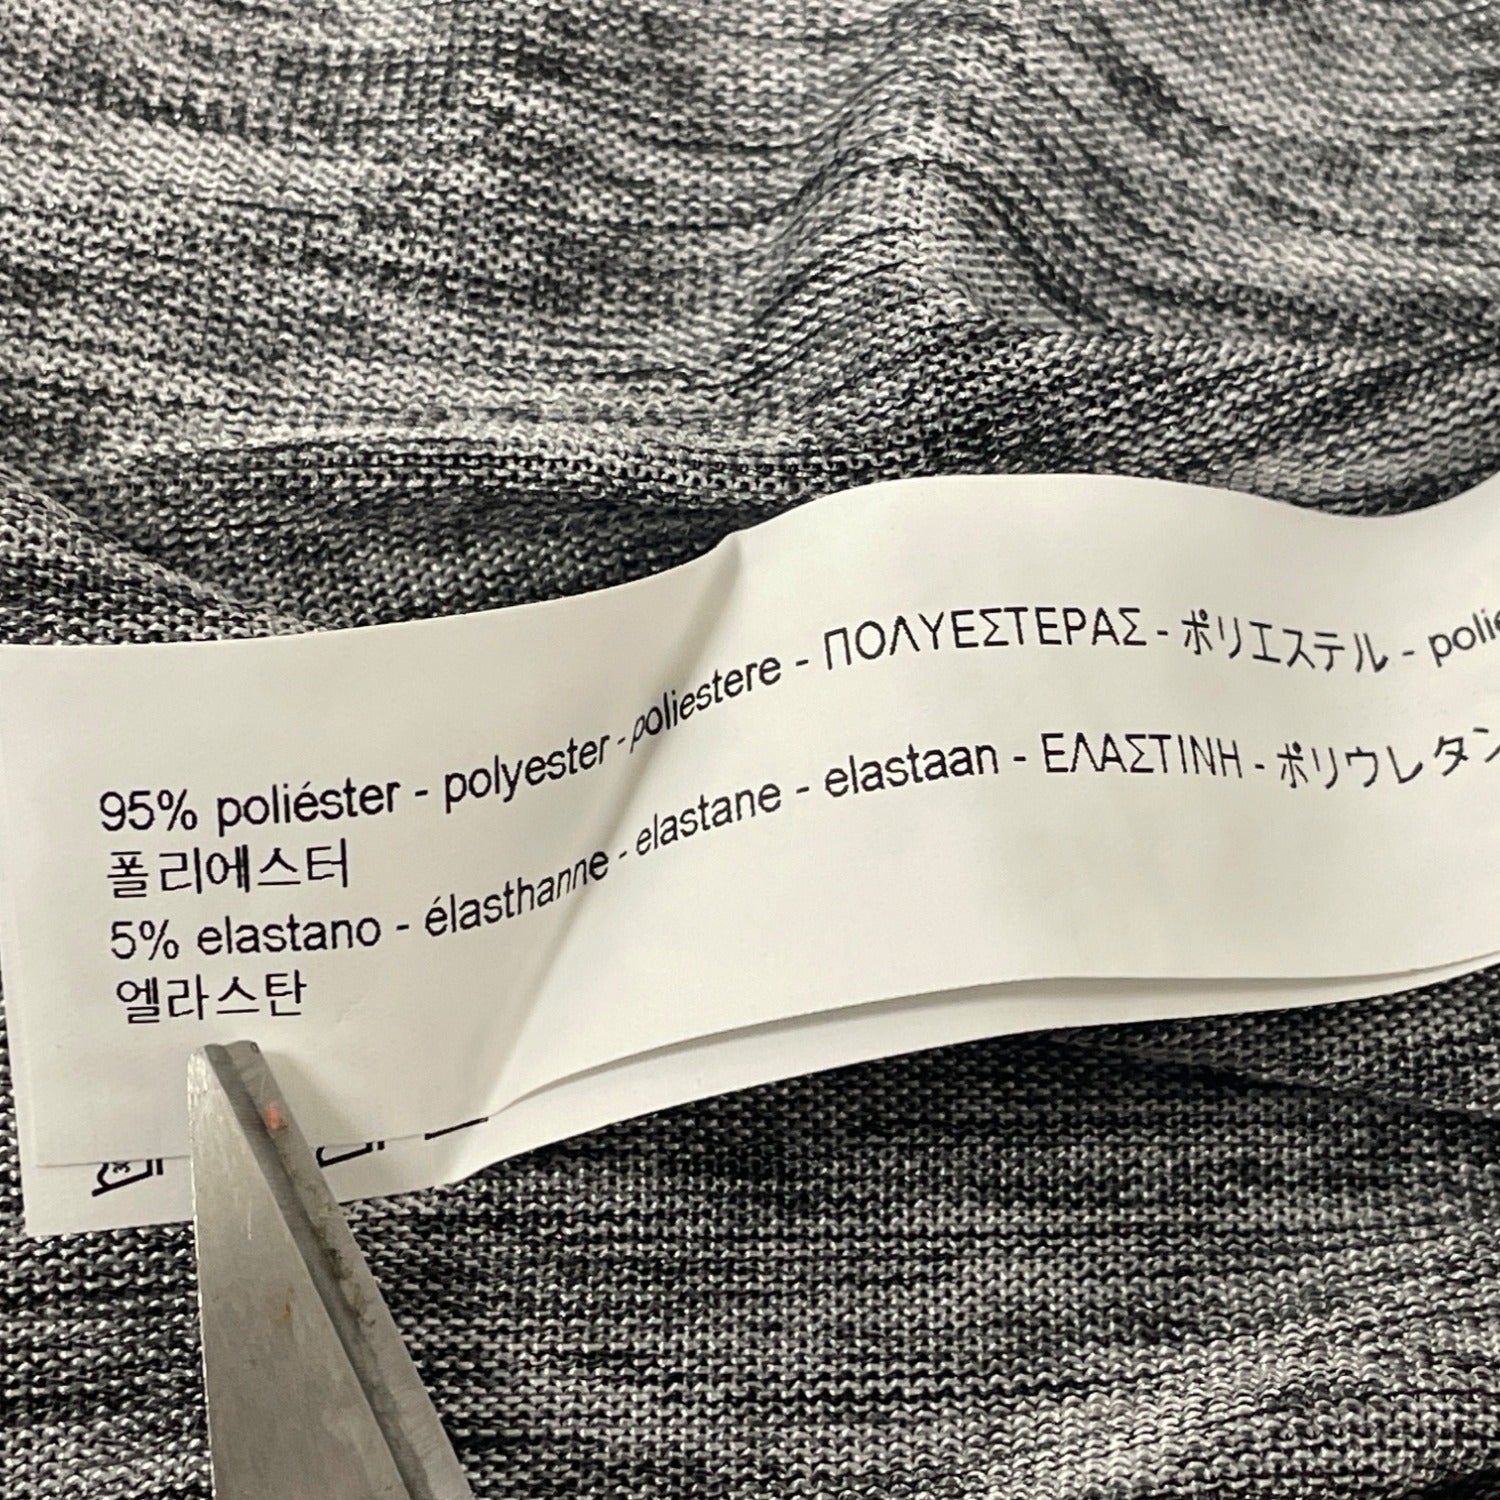 95% poliéster - polyester - poliestere - ΠΟΛΥΕΣΤΕΡΑΣ - ポリエステル - polie
폴리에스터
5% elastano - élasthanne - elastane - elastaan - ΕΛΑΣΤΙΝΗ - ポリウレタン
엘라스탄